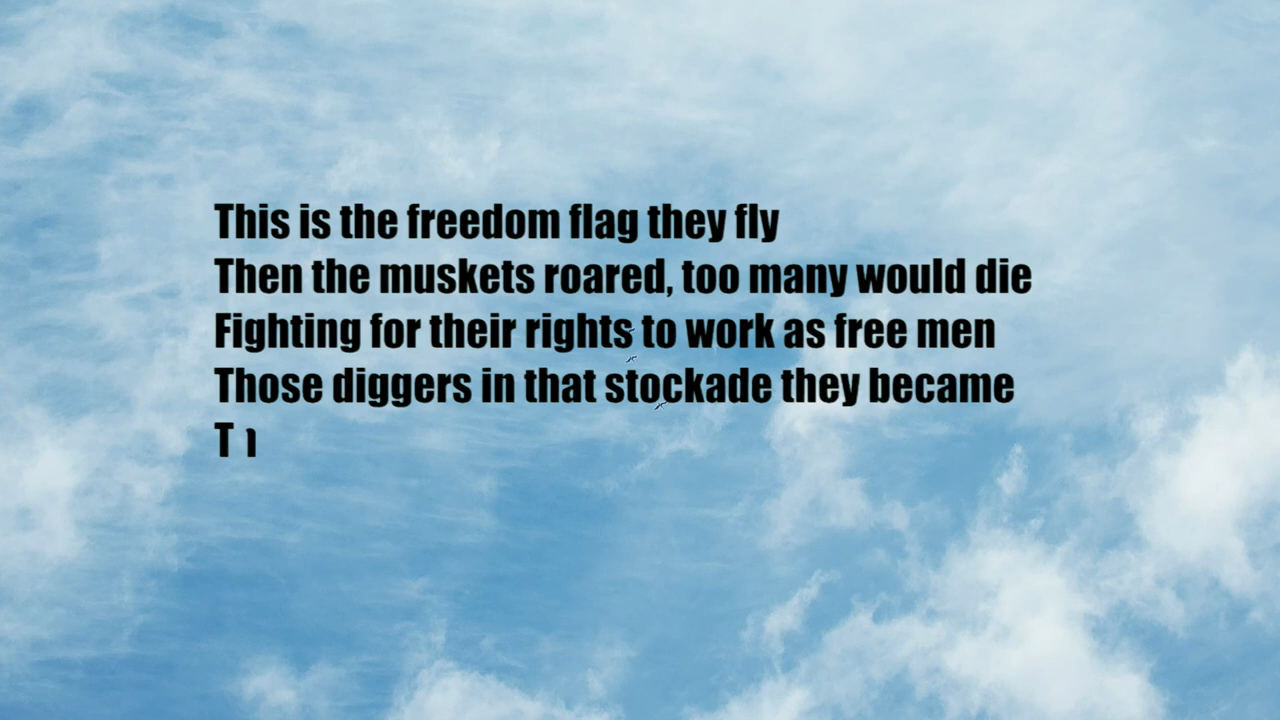 This is the freedom flag they fly
Then the muskets roared, too many would die
Fighting for their rights to work as free men
Those diggers in that stockade they became